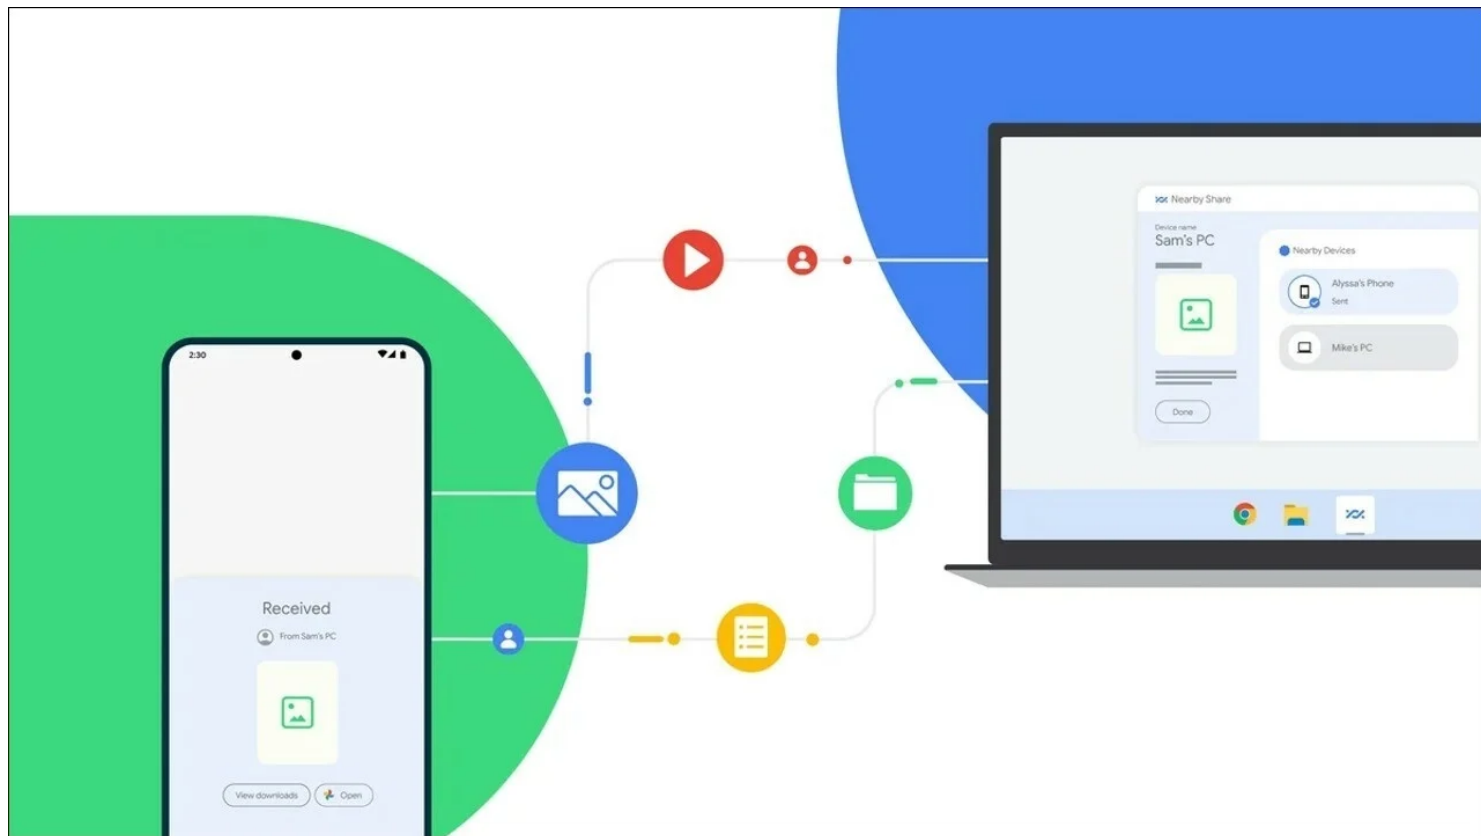 2:30
Received
From Sam's PC
View downloads
Open
Nearby Share
Device name
Sam's PC
Done
Nearby Devices
Alyssa's Phone
Sent
Mike's PC